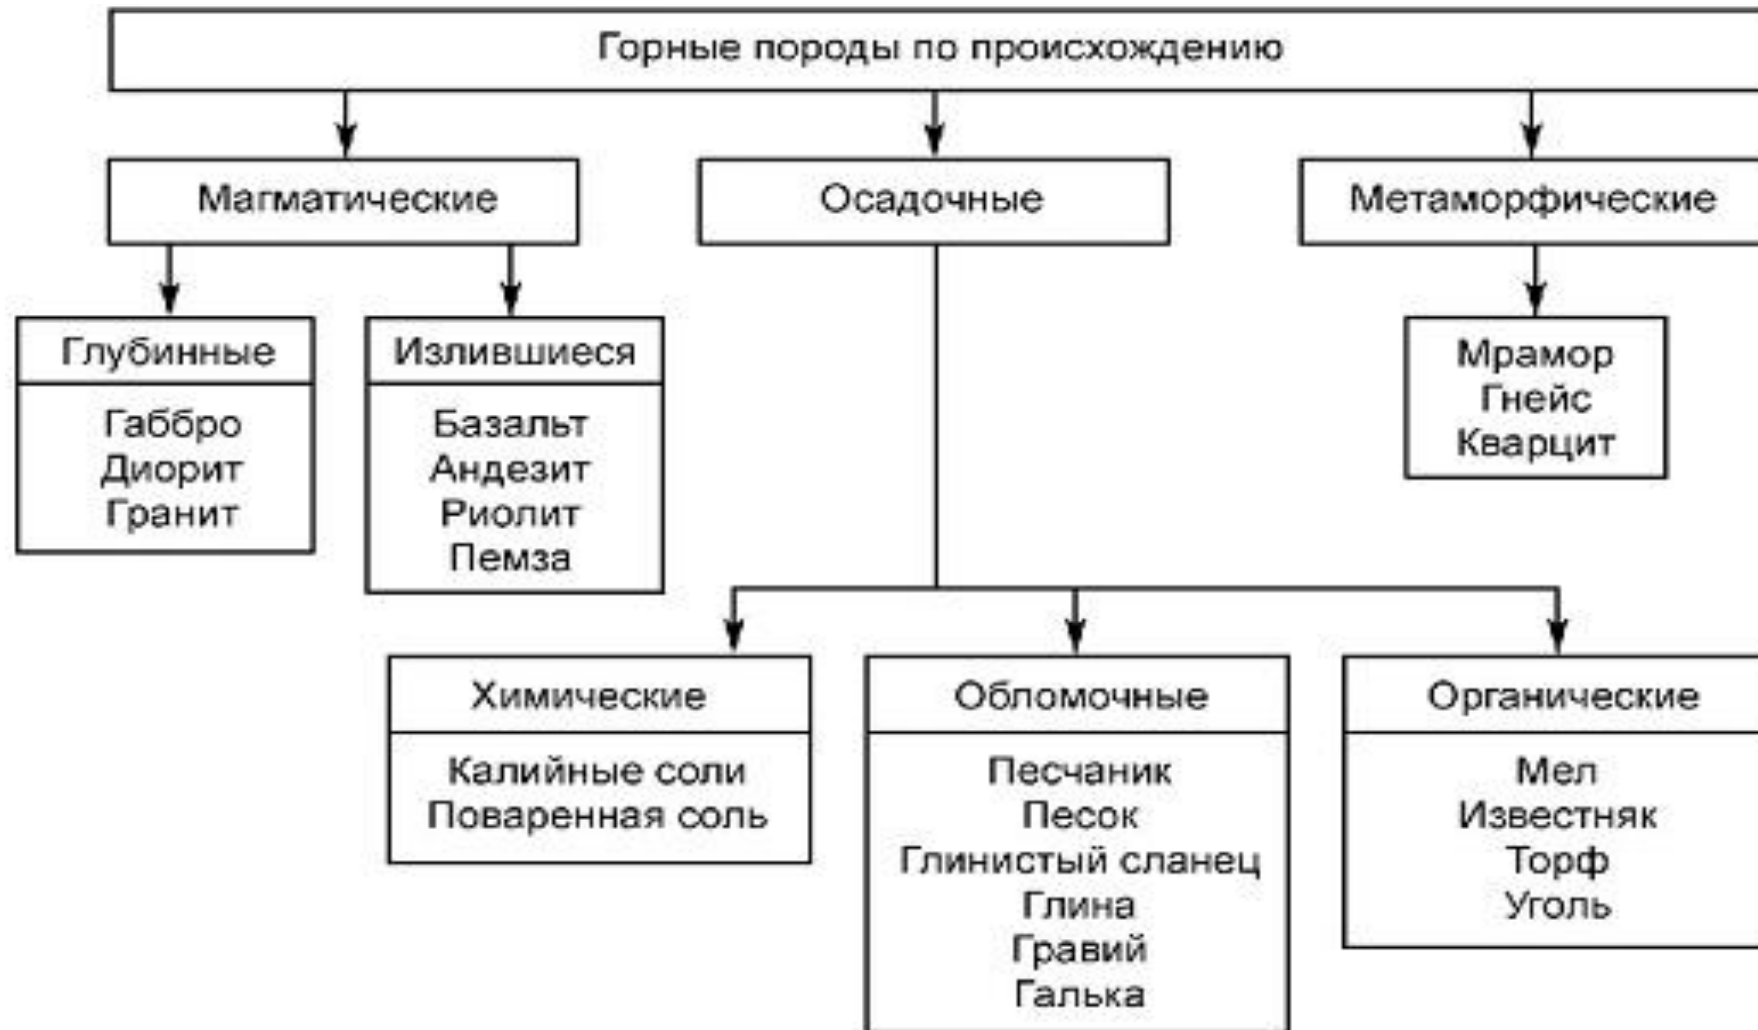 Горные породы по происхождению
Магматические
Осадочные
Метаморфические
Глубинные
Габбро
Диорит
Гранит
Излившиеся
Базальт
Андезит
Риолит
Пемза
Мрамор
Гнейс
Кварцит
Химические
Калийные соли
Поваренная соль
Обломочные
Песчаник
Песок
Глинистый сланец
Глина
Гравий
Галька
Органические
Мел
Известняк
Торф
Уголь